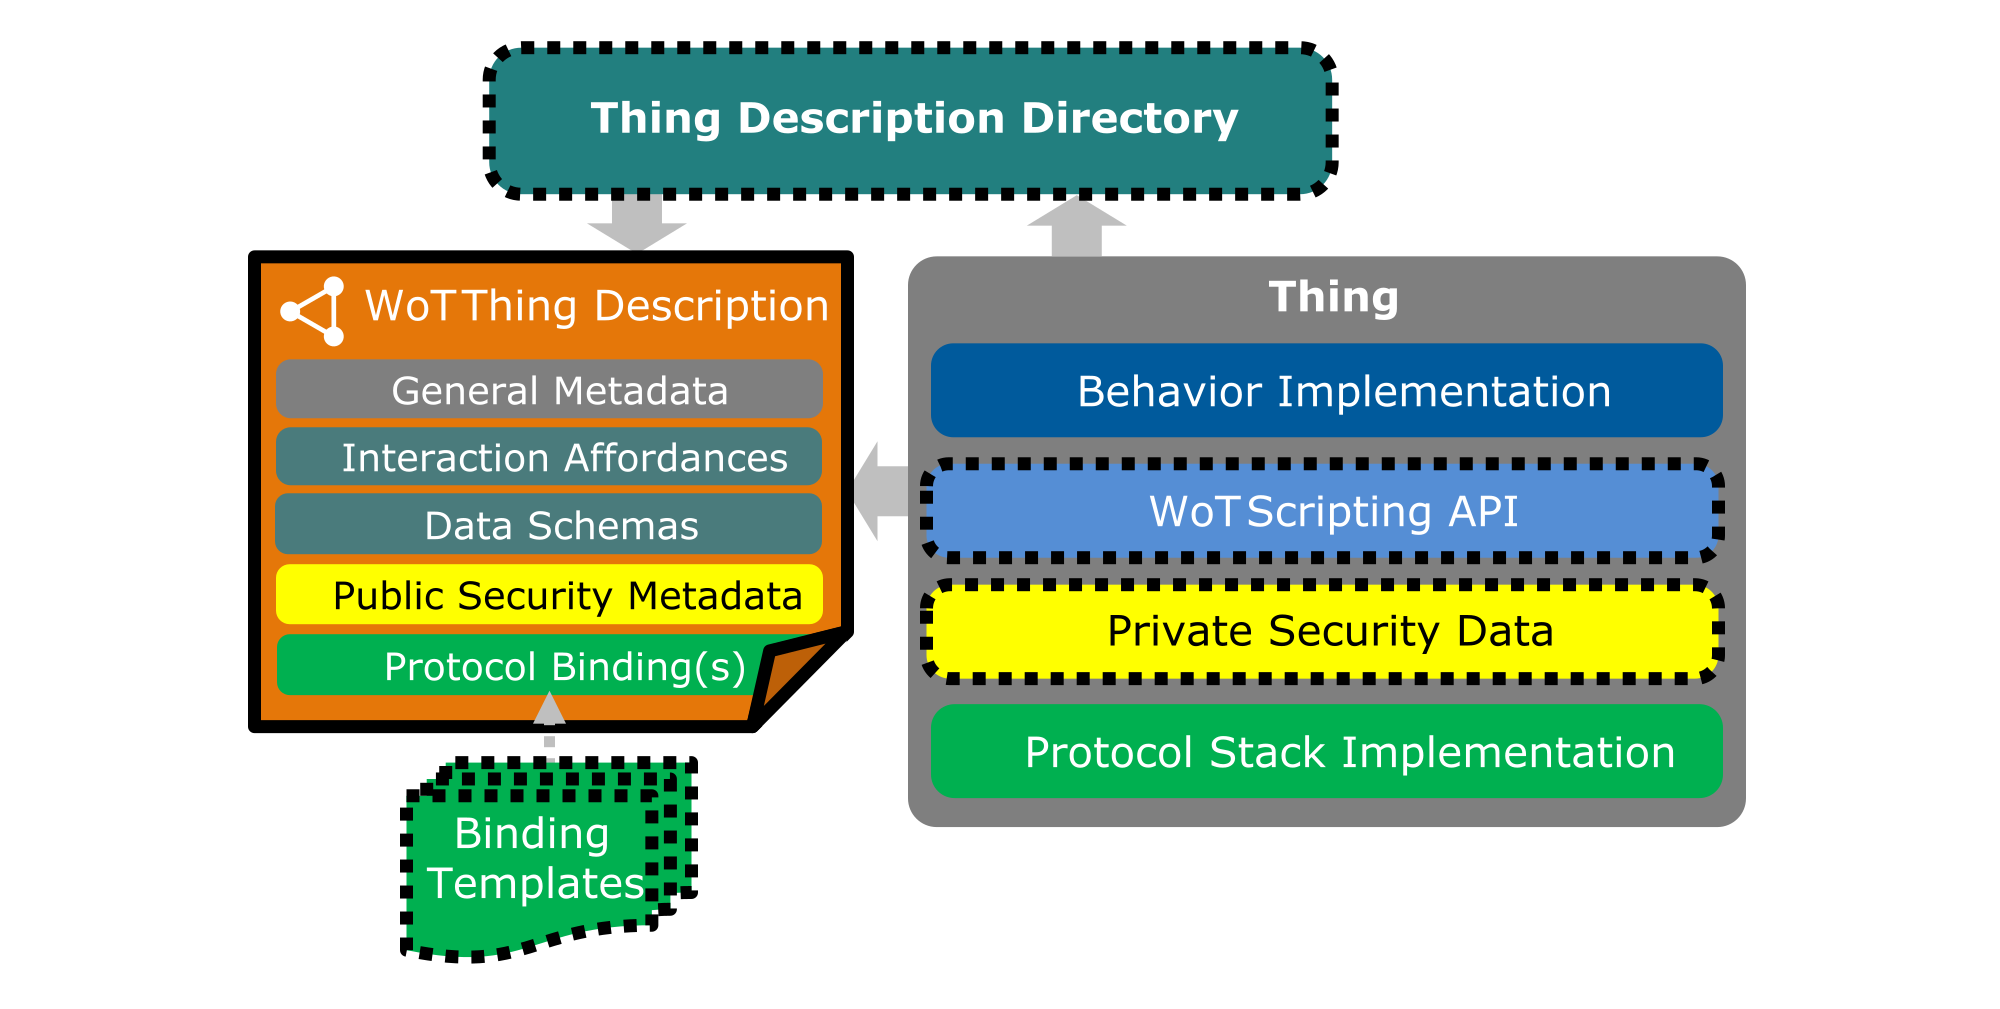 Thing Description Directory
WoT Thing Description
General Metadata
Interaction Affordances
Data Schemas
Public Security Metadata
Protocol Binding(s)
Binding
Templates
Thing
Behavior Implementation
WoT Scripting API
Private Security Data
Protocol Stack Implementation